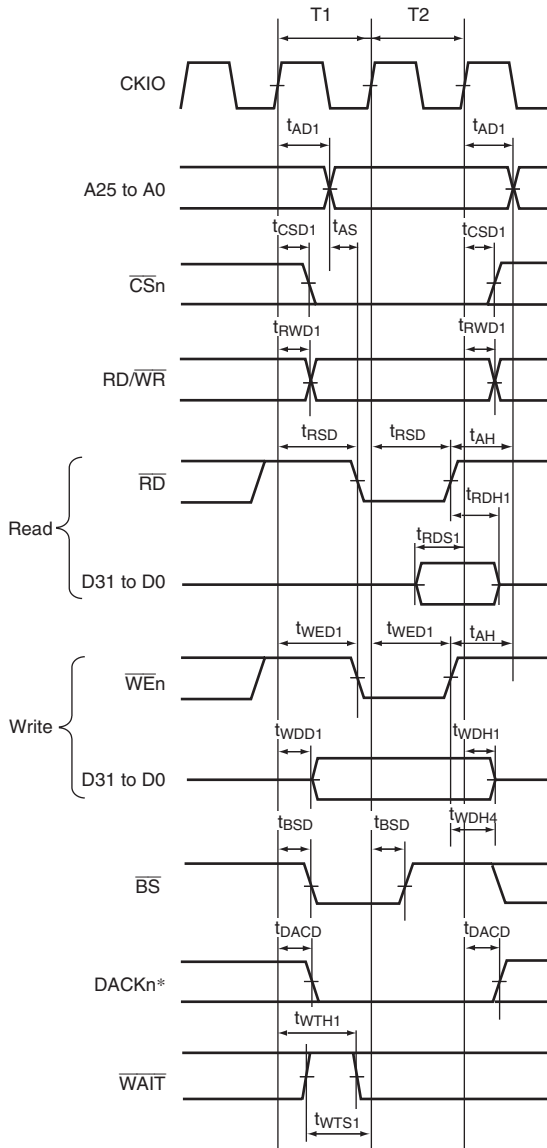 T1 T2
CKIO
tAD1 tAD1
A25 to A0
tCSD1 tAS tCSD1
CSn
tRWD1 tRWD1
RD/WR
tRSD tRSD tAH
RD
tRDH1
Read
tRDS1
D31 to D0
tWED1 tWED1 tAH
WEn
Write
tWDD1 tWDH1
D31 to D0
tWDH4
tBSD tBSD
BS
tDACD tDACD
DACKn*
tWTH1
WAIT
tWTS1